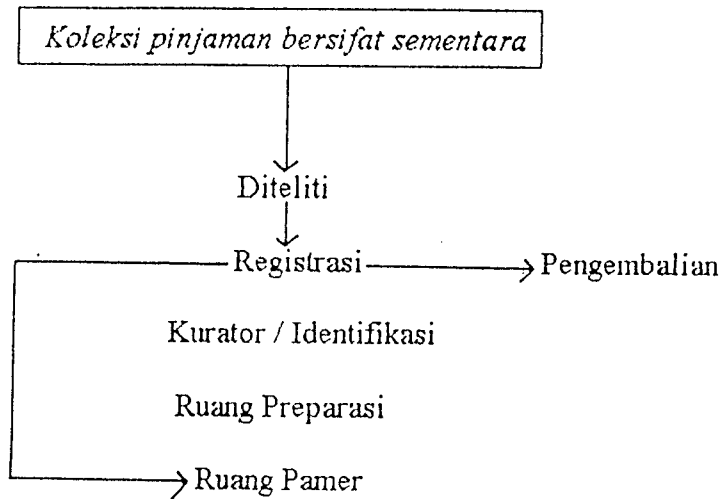 Koleksi pinjaman bersifat sementara
Diteliti
Registrasi
Pengembalian
Kurator / Identifikasi
Ruang Preparasi
Ruang Pamer